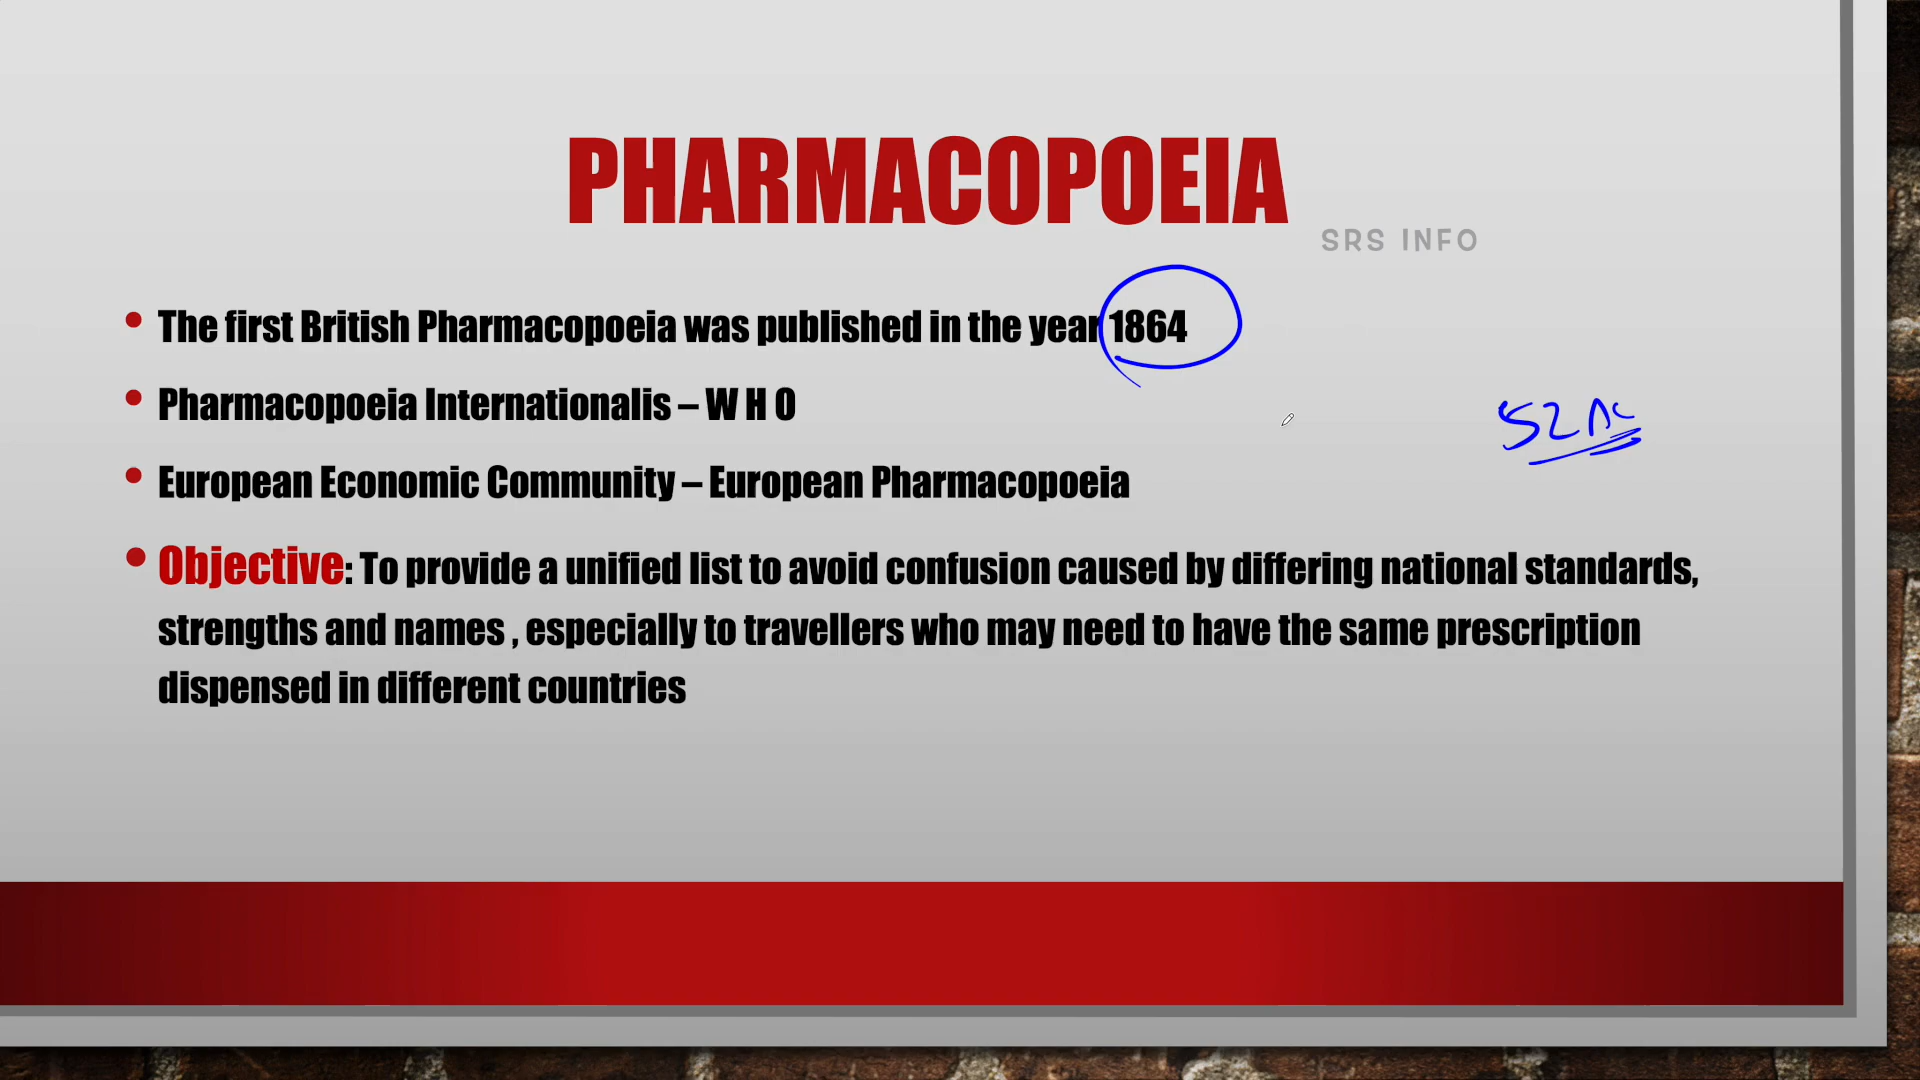 PHARMACOPOEIA
SRS INFO
• The first British Pharmacopoeia was published in the year 1864
• Pharmacopoeia Internationalis – W H O
52
• European Economic Community – European Pharmacopoeia
• Objective: To provide a unified list to avoid confusion caused by differing national standards,
strengths and names , especially to travellers who may need to have the same prescription
dispensed in different countries